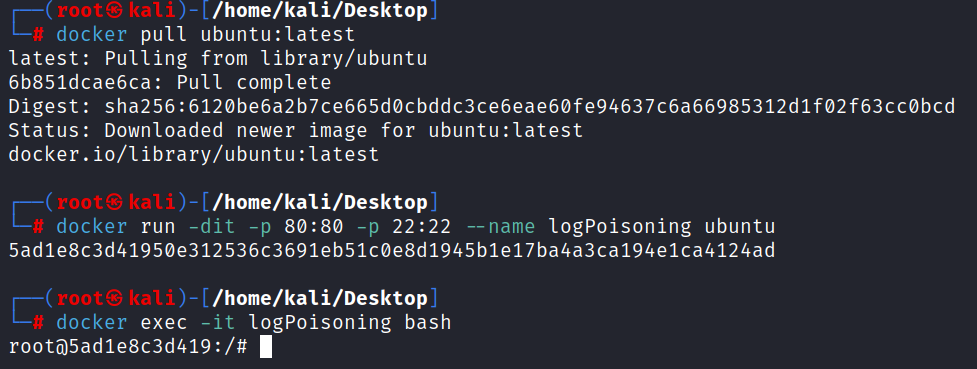 ┌──(root㉿kali)-[/home/kali/Desktop]
└─# docker pull ubuntu:latest
latest: Pulling from library/ubuntu
6b851dcae6ca: Pull complete
Digest: sha256:6120be6a2b7ce665d0cbddc3ce6eae60fe94637c6a66985312d1f02f63cc0bcd
Status: Downloaded newer image for ubuntu:latest
docker.io/library/ubuntu:latest
┌──(root㉿kali)-[/home/kali/Desktop]
└─# docker run -dit -p 80:80 -p 22:22 --name logPoisoning ubuntu
5ad1e8c3d41950e312536c3691eb51c0e8d1945b1e17ba4a3ca194e1ca4124ad
┌──(root㉿kali)-[/home/kali/Desktop]
└─# docker exec -it logPoisoning bash
root@5ad1e8c3d419:/#